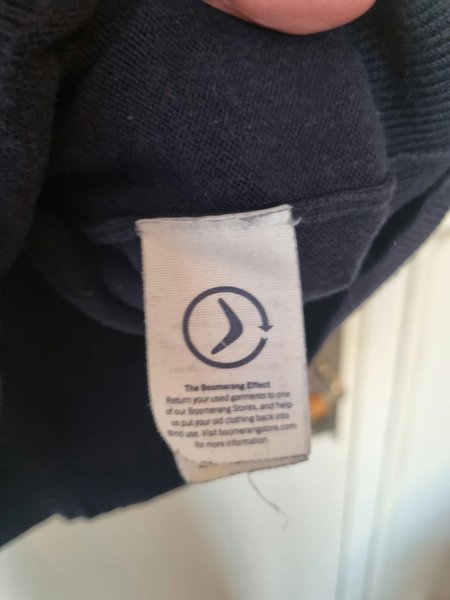 The Boomerang Effect
Return your used garments to one
of our Boomerang Stores, and help
us put your old clothing back into
good use. Visit boomerangstore.com
for more information.